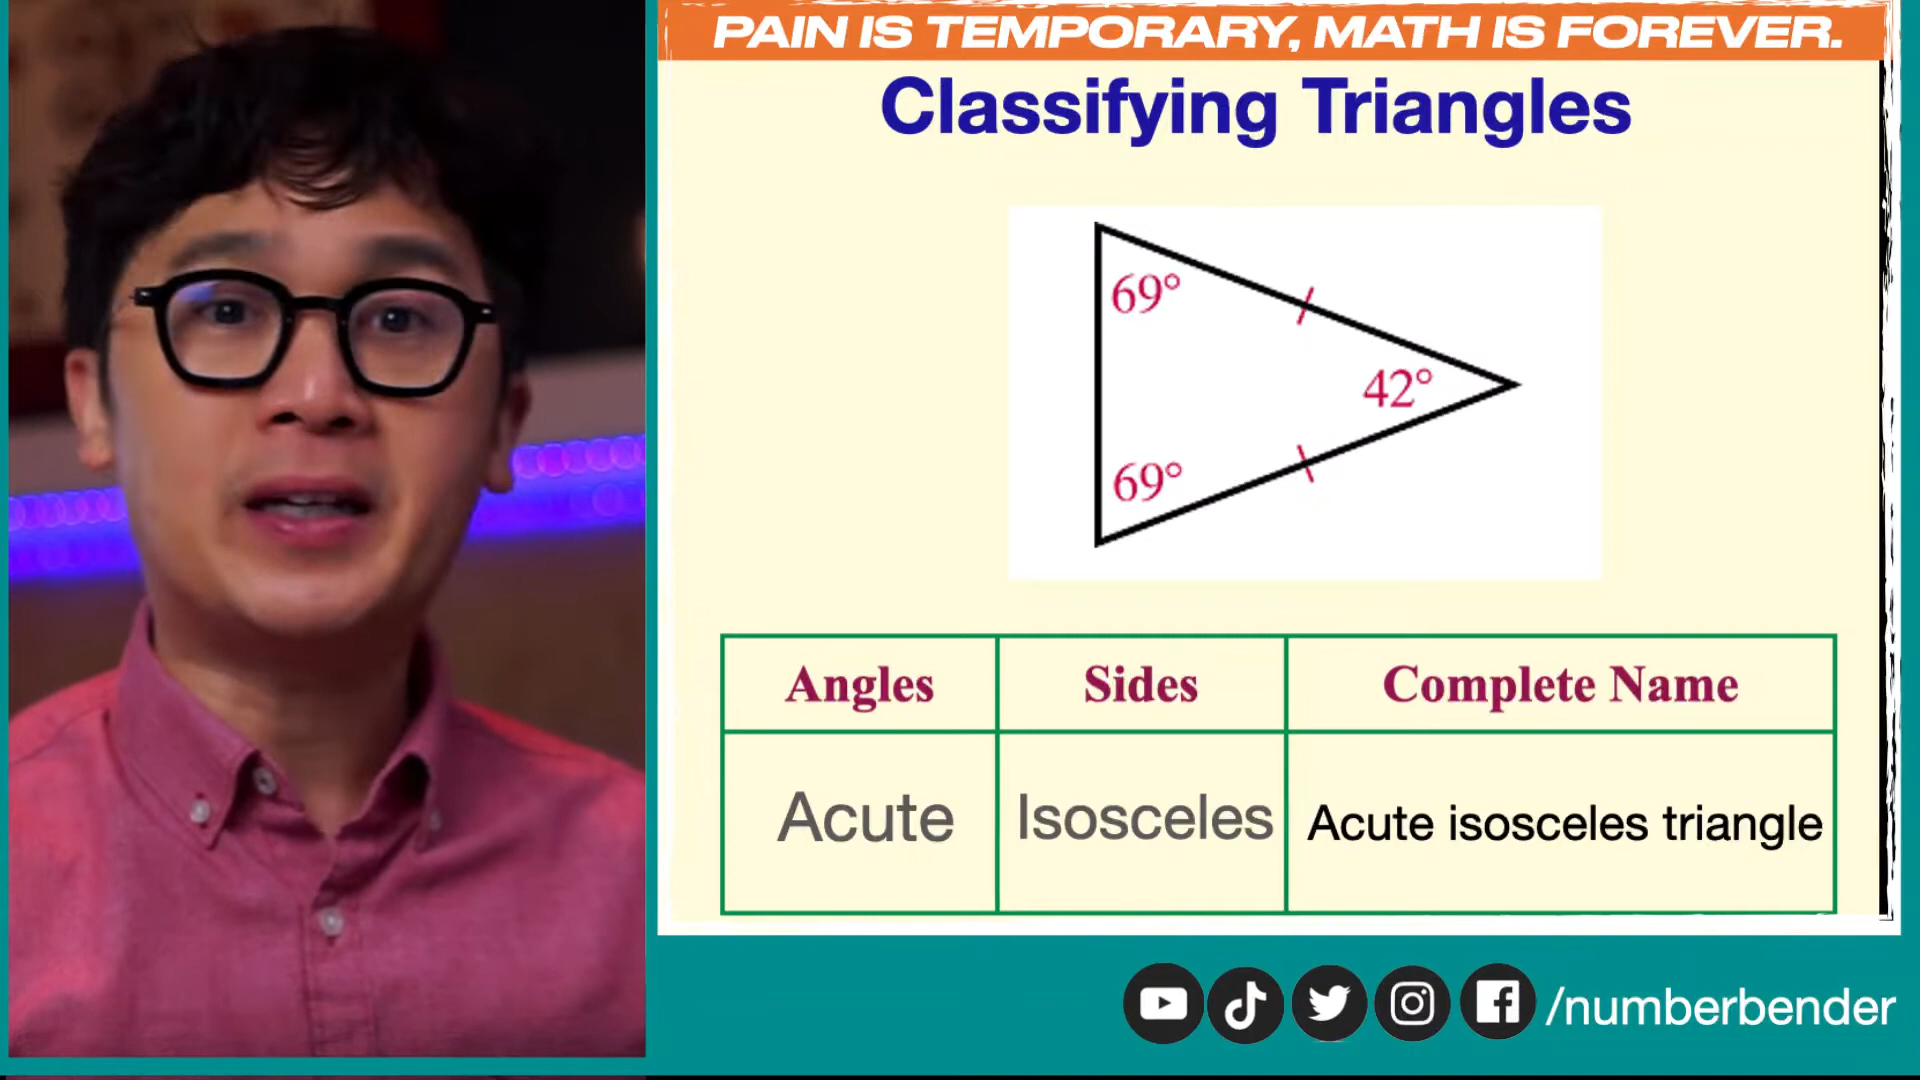 PAIN IS TEMPORARY, MATH IS FOREVER.
Classifying Triangles
69°
42°
69°
Angles Sides Complete Name
Acute Isosceles Acute isosceles triangle
/numberbender